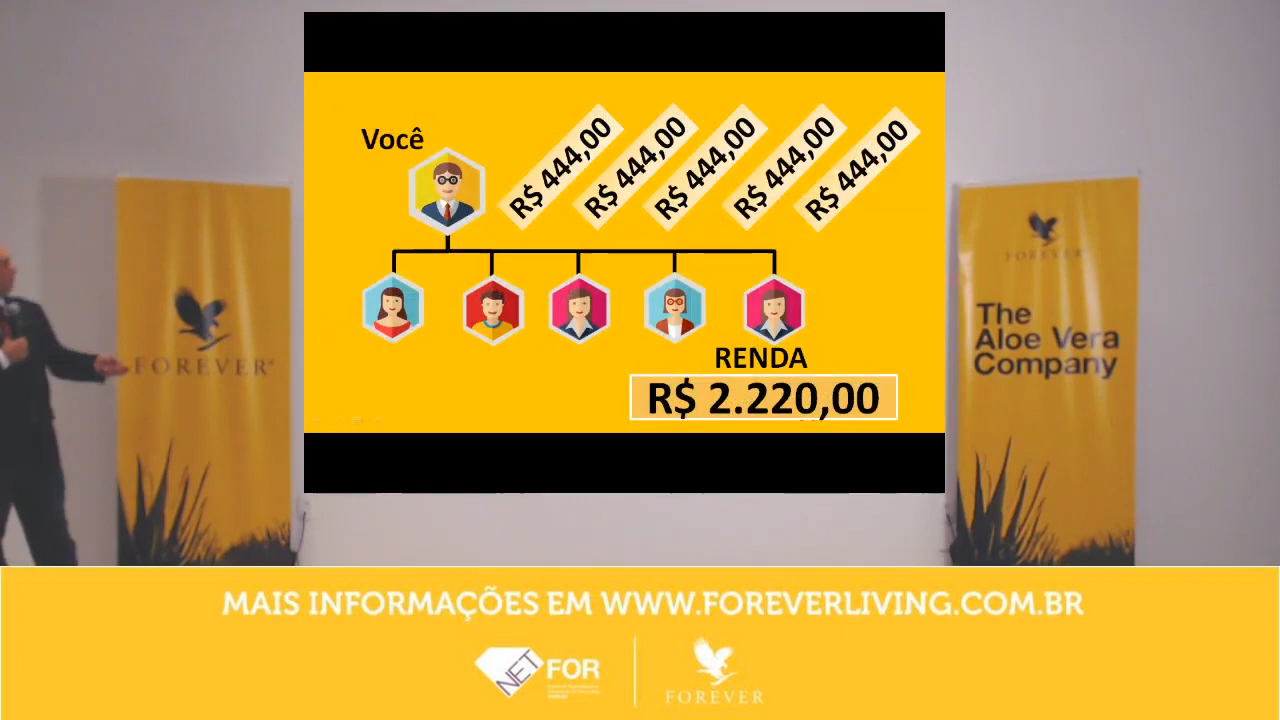 Você
R$ 444,00
R$ 444,00
R$ 444,00
R$ 444,00
R$ 444,00
RENDA
R$ 2.220,00
FOREVER
FOREVER
The
Aloe Vera
Company
MAIS INFORMAÇÕES EM WWW.FOREVERLIVING.COM.BR
NET FOR
FOREVER